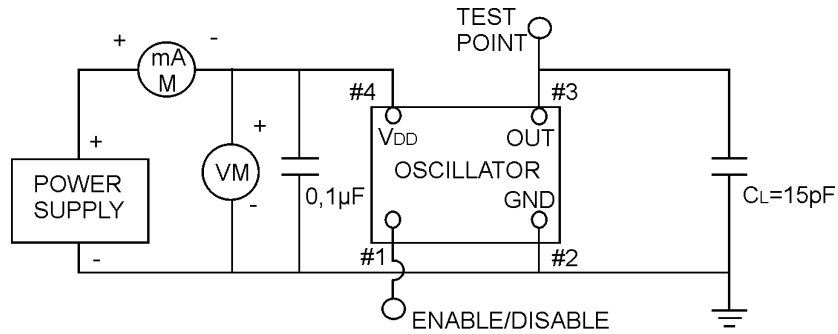 TEST
POINT
+
-
mA
M
#4
#3
+
+
VDD
OUT
POWER
SUPPLY
VM
0,1µF
OSCILLATOR
CL=15pF
-
GND
-
#1
#2
ENABLE/DISABLE